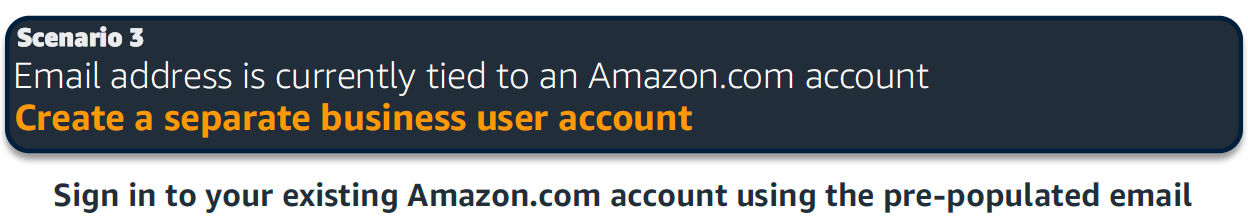 Scenario 3
Email address is currently tied to an Amazon.com account
Create a separate business user account
Sign in to your existing Amazon.com account using the pre-populated email